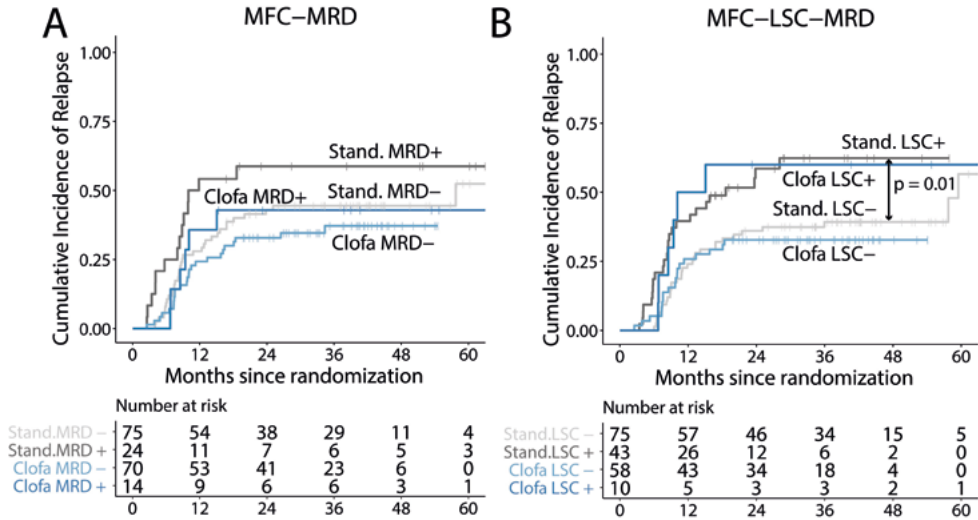 A
MFC–MRD
Cumulative Incidence of Relapse
1.00
0.75
0.50
0.25
0.00
Stand. MRD+
Clofa MRD+
Stand. MRD–
Clofa MRD–
0 12 24 36 48 60
Months since randomization
Number at risk
Stand.MRD – 75 54 38 29 11 4
Stand.MRD + 24 11 7 6 5 3
Clofa MRD – 70 53 41 23 6 0
Clofa MRD + 14 9 6 6 3 1
0 12 24 36 48 60
B
MFC–LSC–MRD
Cumulative Incidence of Relapse
1.00
0.75
0.50
0.25
0.00
Stand. LSC+
Clofa LSC+
p = 0.01
Stand. LSC–
Clofa LSC–
0 12 24 36 48 60
Months since randomization
Number at risk
Stand.LSC – 75 57 46 34 15 5
Stand.LSC + 43 26 12 6 2 0
Clofa LSC – 58 43 34 18 4 0
Clofa LSC + 10 5 3 3 2 1
0 12 24 36 48 60